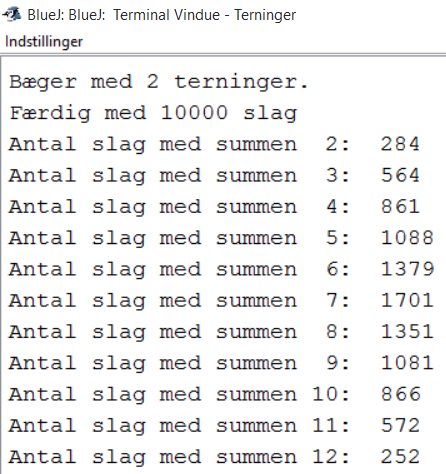 BlueJ: BlueJ:  Terminal Vindue - Terninger
Indstillinger
Bæger med 2 terninger.
Færdig med 10000 slag
Antal slag med summen  2:  284
Antal slag med summen  3:  564
Antal slag med summen  4:  861
Antal slag med summen  5:  1088
Antal slag med summen  6:  1379
Antal slag med summen  7:  1701
Antal slag med summen  8:  1351
Antal slag med summen  9:  1081
Antal slag med summen 10:  866
Antal slag med summen 11:  572
Antal slag med summen 12:  252